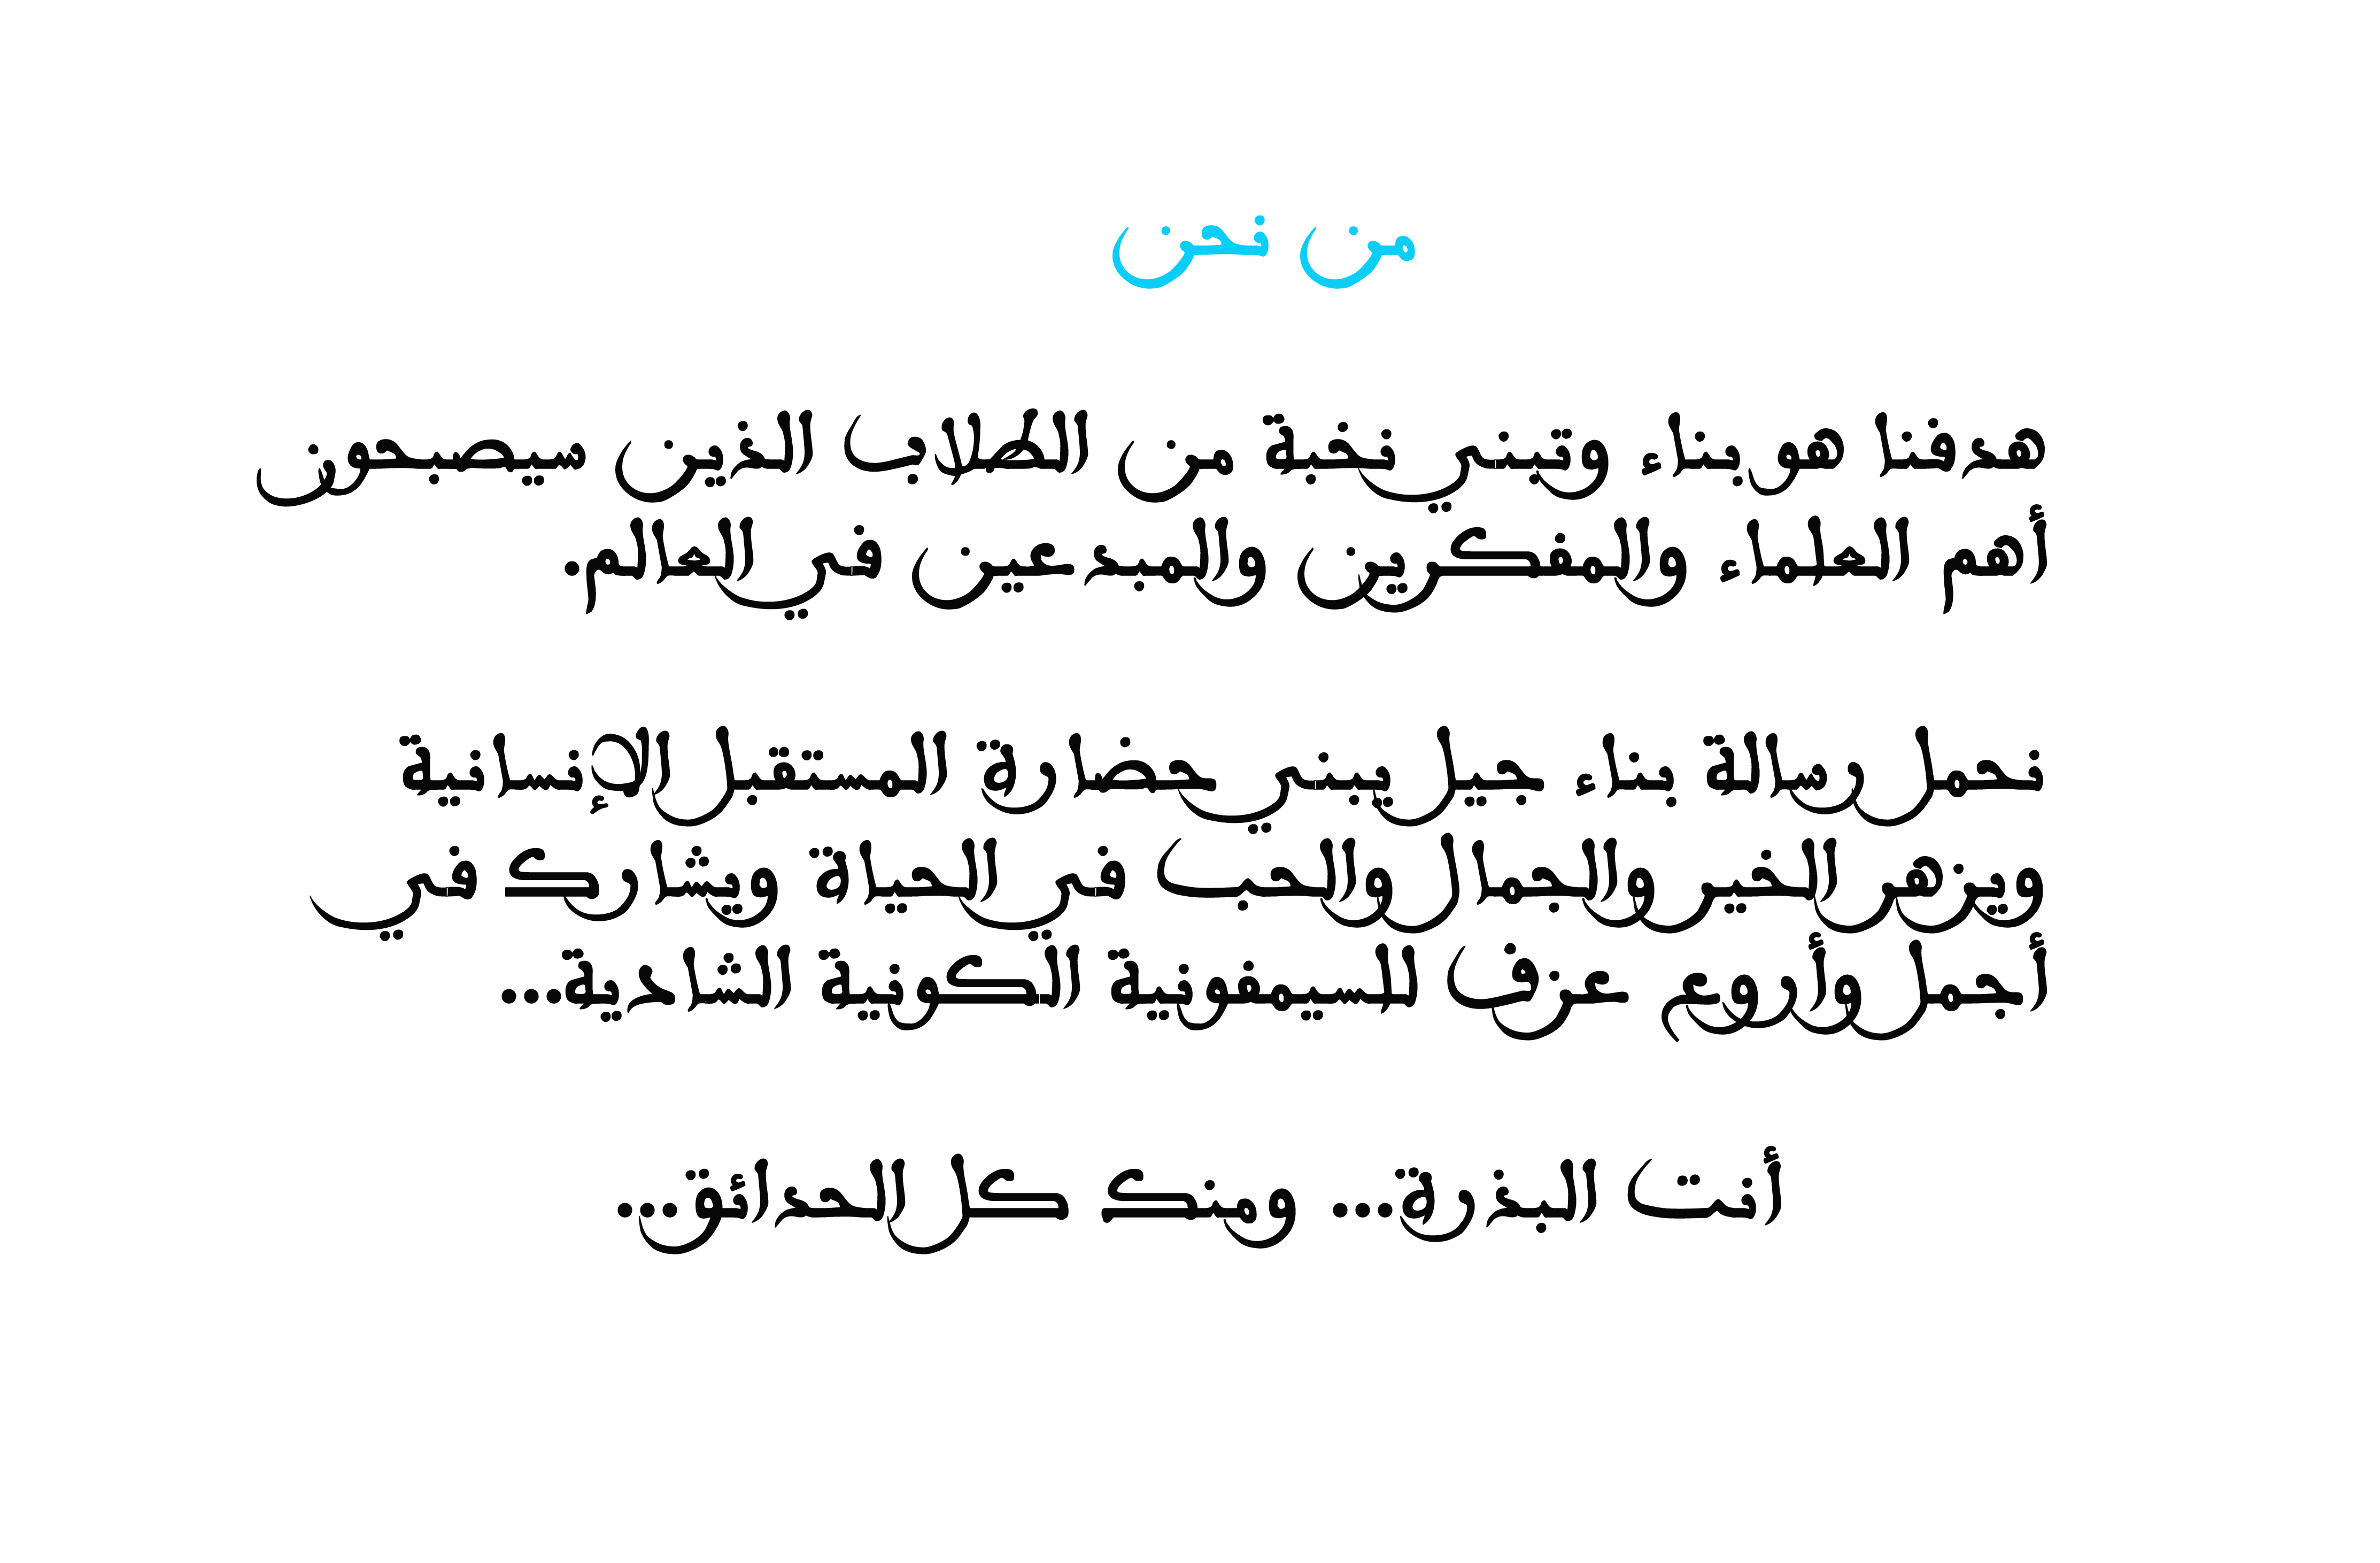 من نحن
هدفنا هو بناء وتبني نخبة من الطلاب الذين سيصبحون
أهم العلماء والمفكرين والمبدعين في العالم.
نحمل رسالة بناء جيل يبني حضارة المستقبل الإنسانية
ويزهر الخير والجمال والحب في الحياة ويشارك في
أجمل وأروع عزف للسيمفونية الكونية الشادية...
أنت البذرة... ومنك كل الحدائق...